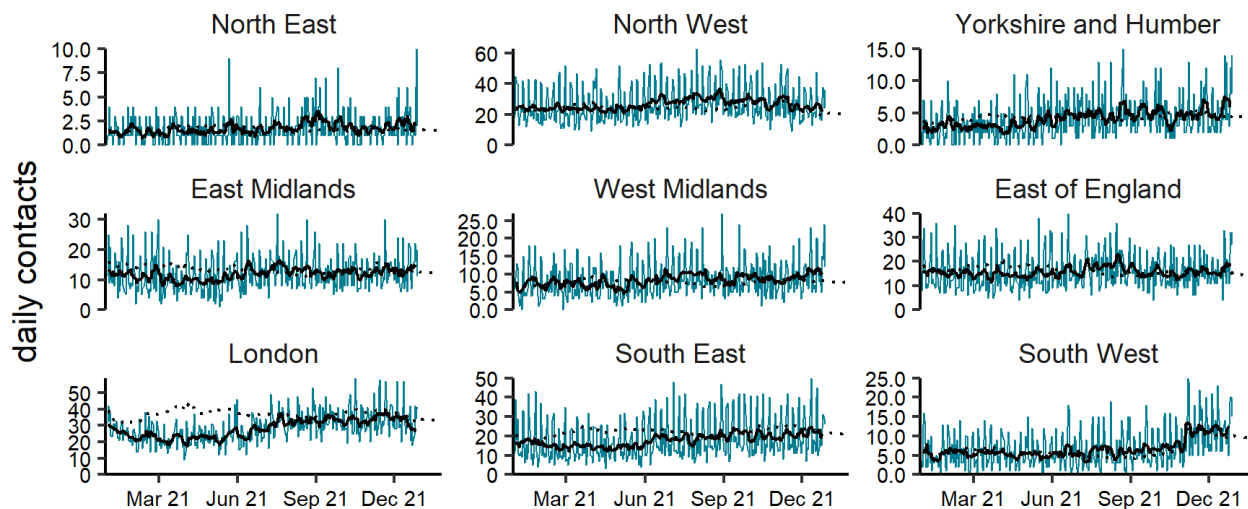 North East North West Yorkshire and Humber
10.0 60 15.0
7.5 40 10.0
5.0 20 5.0
2.5 0 0.0
0.0
East Midlands West Midlands East of England
30 25.0 40
20 20.0 30
10 15.0 20
0 10.0 10
5.0 0
0.0
London South East South West
50 50 25.0
40 40 20.0
30 30 15.0
20 20 10.0
10 10 5.0
0 0 0.0
Mar 21 Jun 21 Sep 21 Dec 21 Mar 21 Jun 21 Sep 21 Dec 21 Mar 21 Jun 21 Sep 21 Dec 21
daily contacts